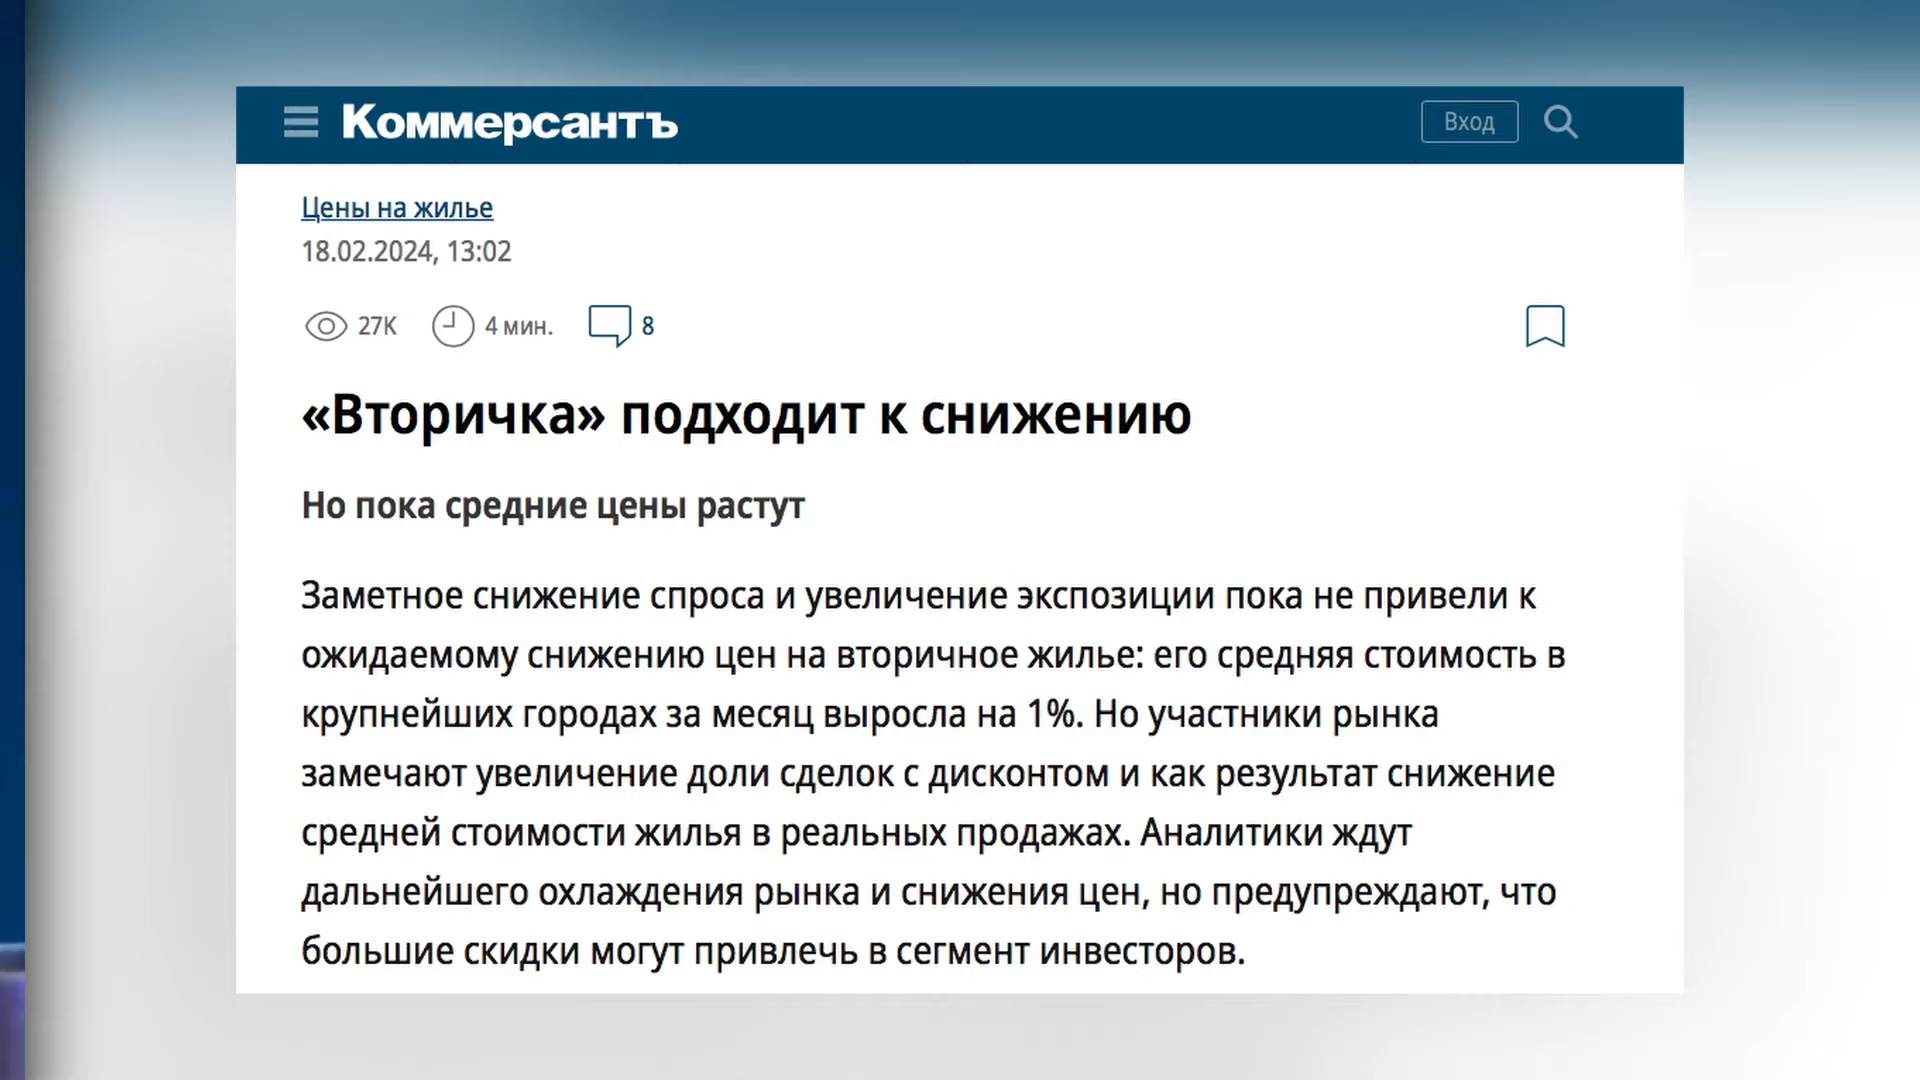 Коммерсантъ
Вход
Цены на жилье
18.02.2024, 13:02
27K 4 мин. 8
«Вторичка» подходит к снижению
Но пока средние цены растут
Заметное снижение спроса и увеличение экспозиции пока не привели к
ожидаемому снижению цен на вторичное жилье: его средняя стоимость в
крупнейших городах за месяц выросла на 1%. Но участники рынка
замечают увеличение доли сделок с дисконтом и как результат снижение
средней стоимости жилья в реальных продажах. Аналитики ждут
дальнейшего охлаждения рынка и снижения цен, но предупреждают, что
большие скидки могут привлечь в сегмент инвесторов.